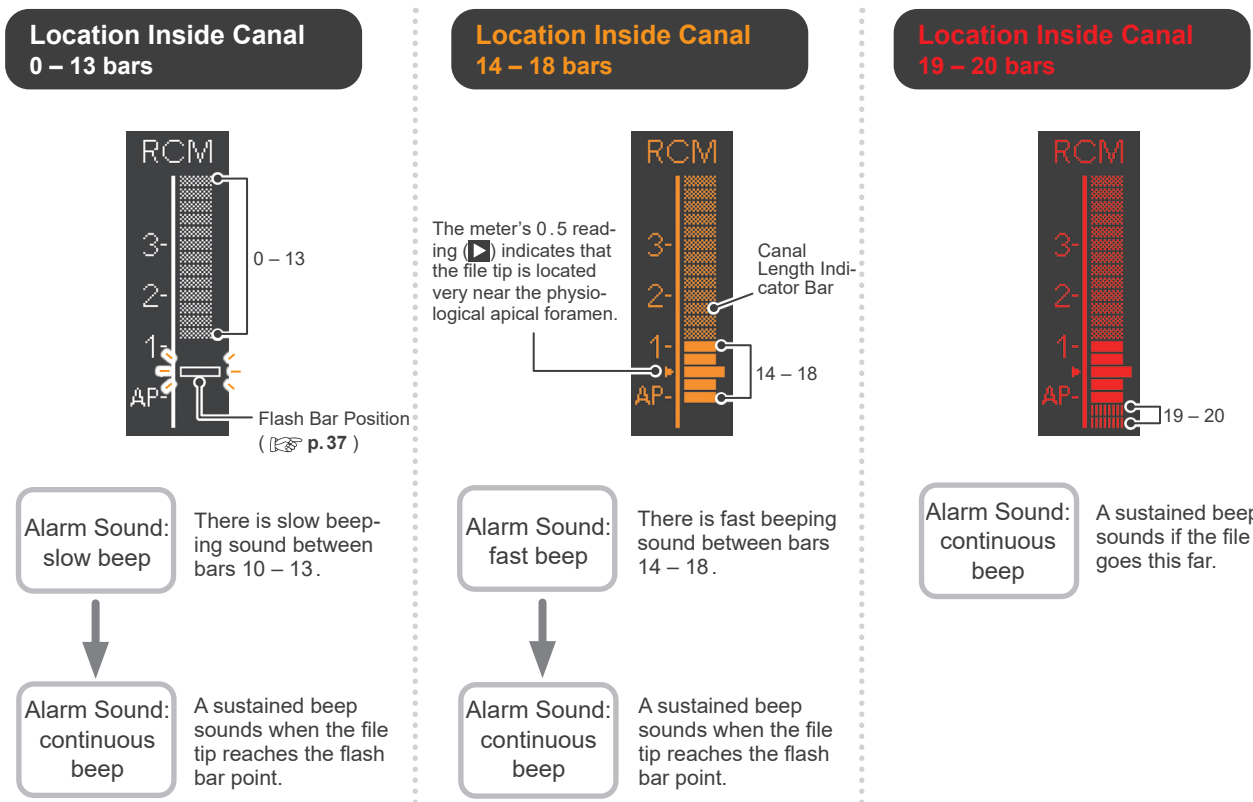 Location Inside Canal
0 – 13 bars
RCM
3-
2-
1-
AP-
0 – 13
Flash Bar Position
( p. 37 )
Alarm Sound:
slow beep
There is slow beep-
ing sound between
bars 10 – 13.
Alarm Sound:
continuous
beep
A sustained beep
sounds when the file
tip reaches the flash
bar point.
Location Inside Canal
14 – 18 bars
The meter's 0.5 read-
ing (▶) indicates that
the file tip is located
very near the physio-
logical apical foramen.
RCM
3-
2-
1-
AP-
Canal
Length Indi-
cator Bar
14 – 18
Alarm Sound:
fast beep
There is fast beeping
sound between bars
14 – 18.
Alarm Sound:
continuous
beep
A sustained beep
sounds when the file
tip reaches the flash
bar point.
Location Inside Canal
19 – 20 bars
RCM
3-
2-
1-
AP-
19 – 20
Alarm Sound:
continuous
beep
A sustained beep
sounds if the file
goes this far.